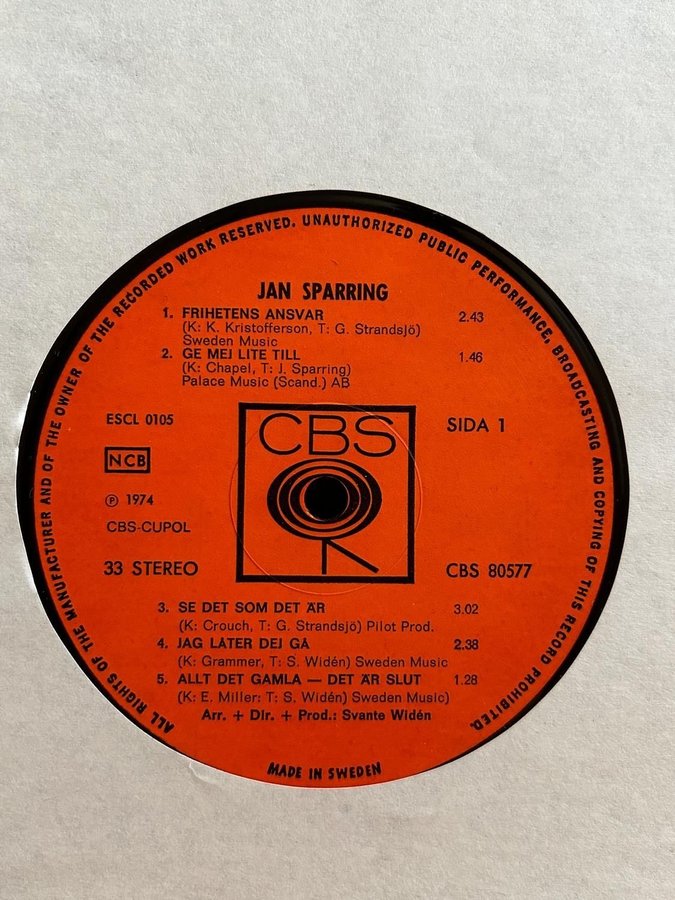 ALL RIGHTS OF THE MANUFACTURER AND OF THE OWNER OF THE RECORDED WORK RESERVED. UNAUTHORIZED PUBLIC PERFORMANCE, BROADCASTING AND COPYING OF THIS RECORD PROHIBITED.
JAN SPARRING
1. FRIHETENS ANSVAR 2.43
(K: K. Kristofferson, T: G. Strandsjö)
Sweden Music
2. GE MEJ LITE TILL 1.46
(K: Chapel, T: J. Sparring)
Palace Music (Scand.) AB
ESCL 0105
CBS
SIDA 1
NCB
℗ 1974
CBS-CUPOL
33 STEREO
CBS 80577
3. SE DET SOM DET ÄR 3.02
(K: Crouch, T: G. Strandsjö) Pilot Prod.
4. JAG LÅTER DEJ GÅ 2.38
(K: Grammer, T: S. Widén) Sweden Music
5. ALLT DET GAMLA — DET ÄR SLUT 1.28
(K: E. Miller: T: S. Widén) Sweden Music)
Arr. + Dir. + Prod.: Svante Widén
MADE IN SWEDEN